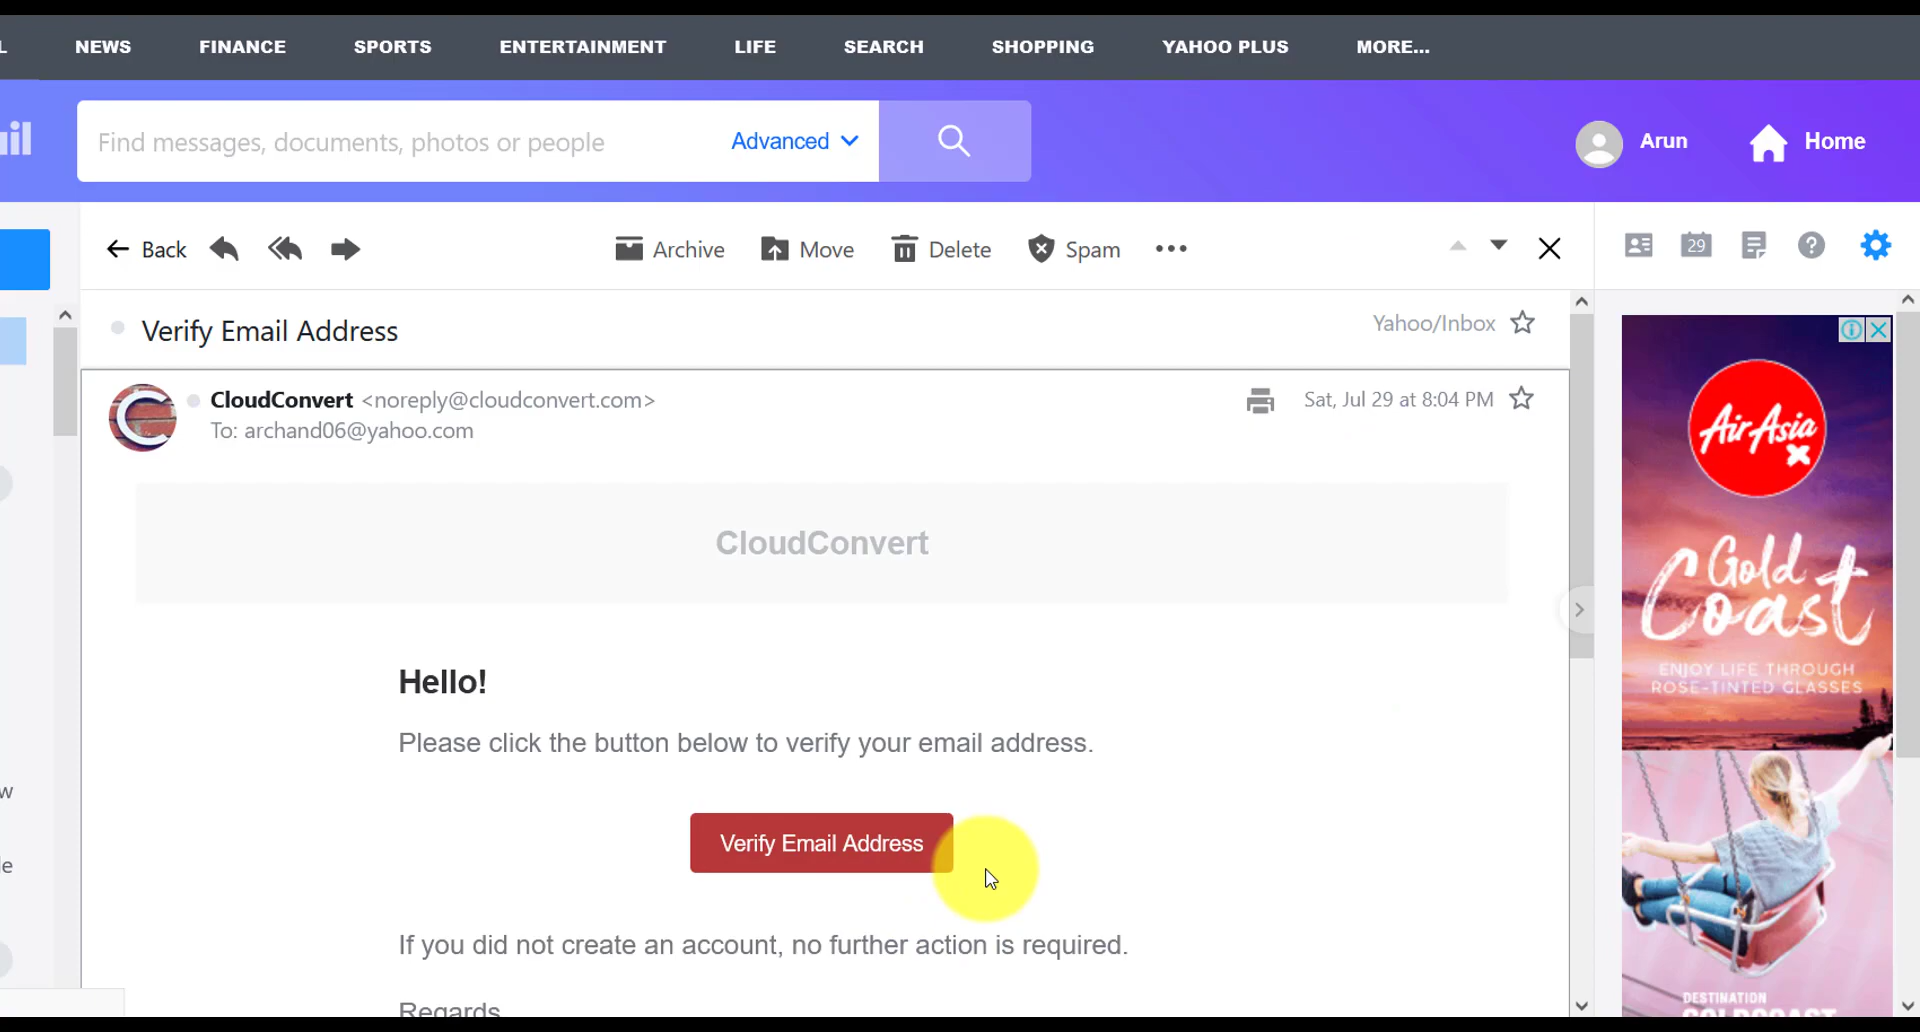 L NEWS FINANCE SPORTS ENTERTAINMENT LIFE SEARCH SHOPPING YAHOO PLUS MORE...
il Find messages, documents, photos or people Advanced Arun Home
Back Archive Move Delete Spam ••• 29
Verify Email Address Yahoo/Inbox
CloudConvert <noreply@cloudconvert.com> Sat, Jul 29 at 8:04 PM
To: archand06@yahoo.com
CloudConvert
Hello!
Please click the button below to verify your email address.
Verify Email Address
If you did not create an account, no further action is required.
Regards
w
le
AirAsia
X
Gold
Coast
ENJOY LIFE THROUGH
ROSE-TINTED GLASSES
DESTINATION
GOLDCOAST